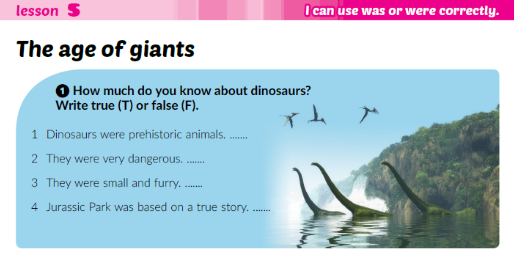 lesson 5
I can use was or were correctly.
The age of giants
1 How much do you know about dinosaurs?
Write true (T) or false (F).
1 Dinosaurs were prehistoric animals. .......
2 They were very dangerous. .......
3 They were small and furry. .......
4 Jurassic Park was based on a true story. .......